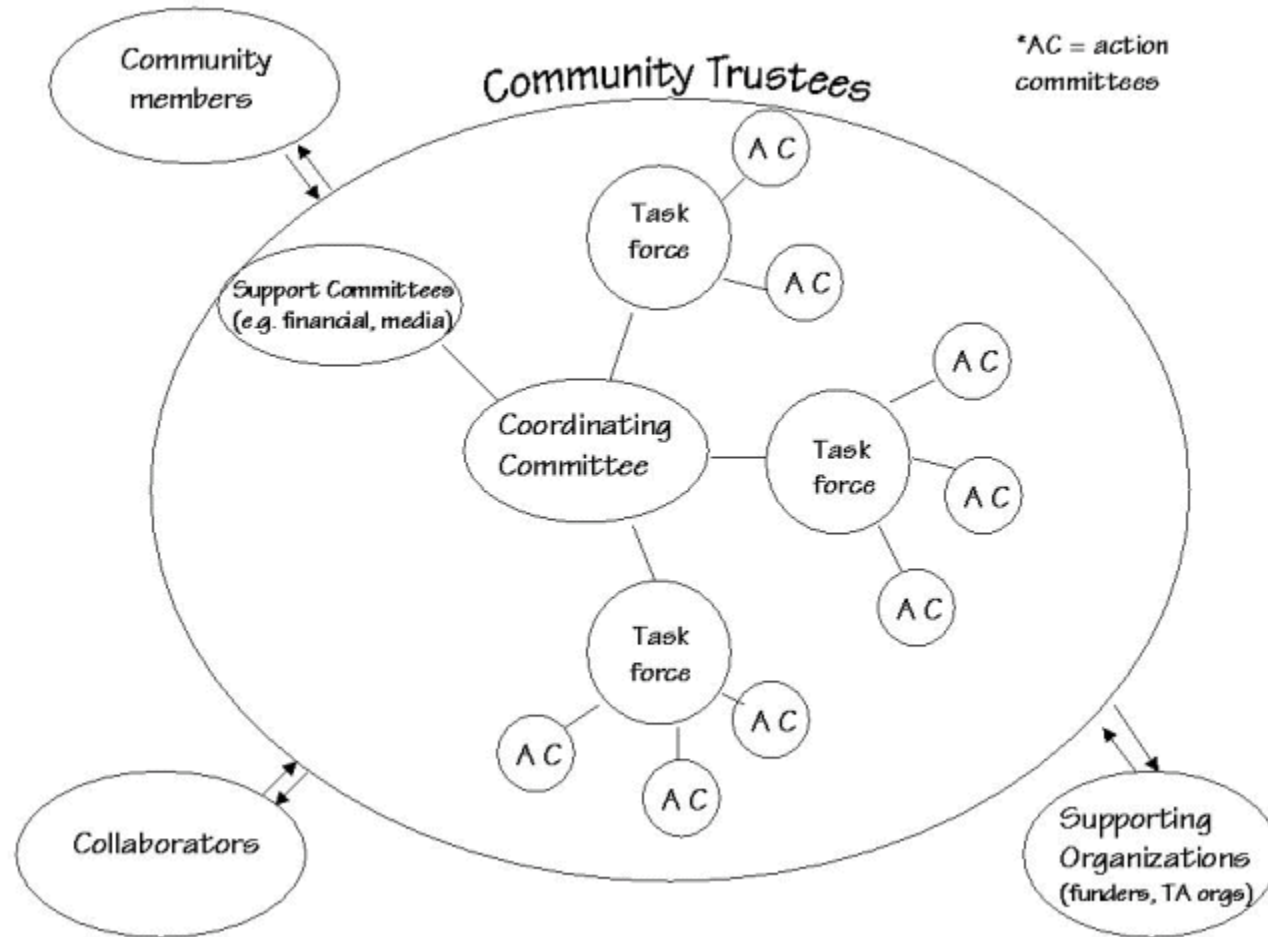 Community
members
Community Trustees
*AC = action
committees
A C
Task
force
A C
Support Committees
(e.g. financial, media)
A C
Coordinating
Committee
Task
force
A C
A C
Task
force
A C
A C
A C
Collaborators
Supporting
Organizations
(funders, TA orgs)